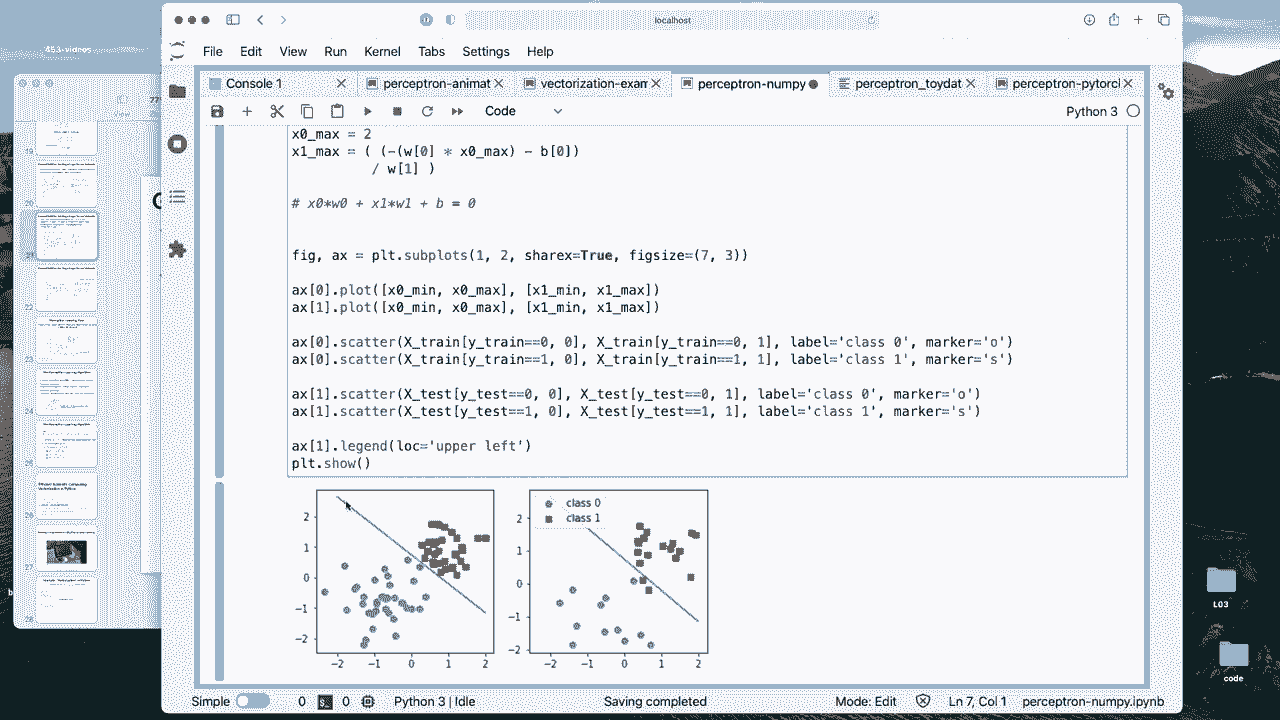 453-videos
localhost
File Edit View Run Kernel Tabs Settings Help
Console 1
perceptron-animat
vectorization-exam
perceptron-numpy
perceptron_toydat
perceptron-pytorcl
Code
Python 3
x0_max = 2
x1_max = ( (-(w[0] * x0_max) - b[0])
/ w[1] )
# x0*w0 + x1*w1 + b = 0
fig, ax = plt.subplots(1, 2, sharex=True, figsize=(7, 3))
ax[0].plot([x0_min, x0_max], [x1_min, x1_max])
ax[1].plot([x0_min, x0_max], [x1_min, x1_max])
ax[0].scatter(X_train[y_train==0, 0], X_train[y_train==0, 1], label='class 0', marker='o')
ax[0].scatter(X_train[y_train==1, 0], X_train[y_train==1, 1], label='class 1', marker='s')
ax[1].scatter(X_test[y_test==0, 0], X_test[y_test==0, 1], label='class 0', marker='o')
ax[1].scatter(X_test[y_test==1, 0], X_test[y_test==1, 1], label='class 1', marker='s')
ax[1].legend(loc='upper left')
plt.show()
class 0
class 1
2
1
0
−1
−2
−2 −1 0 1 2
2
1
0
−1
−2
−2 −1 0 1 2
L03
code
Simple 0 0 Python 3 | Idle Saving completed Mode: Edit Ln 7, Col 1 perceptron-numpy.ipynb